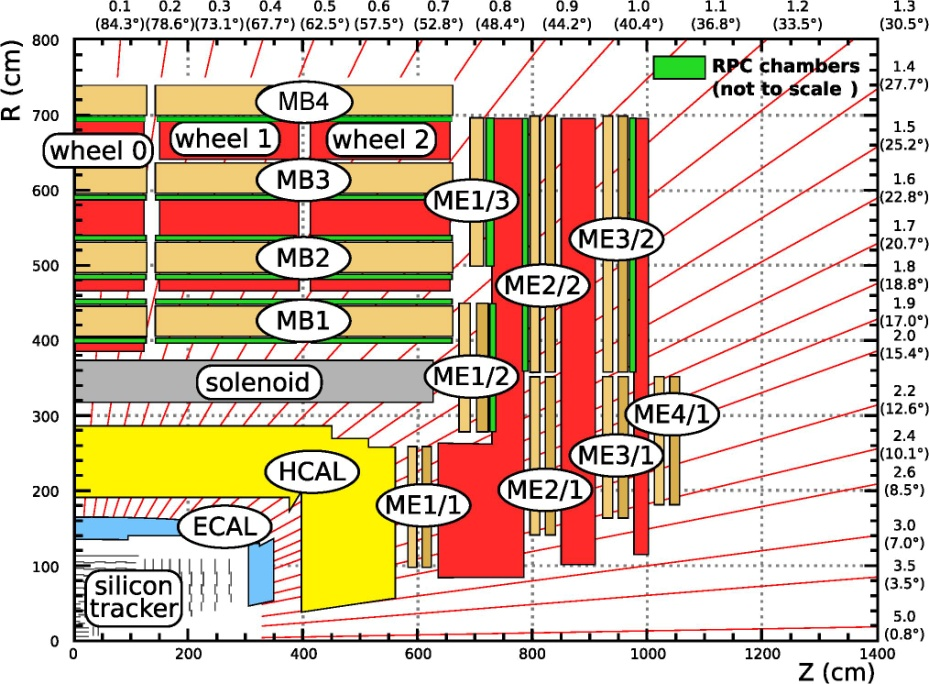 0.1 0.2 0.3 0.4 0.5 0.6 0.7 0.8 0.9 1.0 1.1 1.2 1.3
(84.3°) (78.6°) (73.1°) (67.7°) (62.5°) (57.5°) (52.8°) (48.4°) (44.2°) (40.4°) (36.8°) (33.5°) (30.5°)
R (cm)
800
700
600
500
400
300
200
100
0
RPC chambers
(not to scale )
MB4
wheel 0
wheel 1
wheel 2
MB3
ME1/3
ME3/2
MB2
ME2/2
MB1
ME1/2
solenoid
ME4/1
HCAL
ME3/1
ME1/1
ME2/1
ECAL
silicon
tracker
1.4
(27.7°)
1.5
(25.2°)
1.6
(22.8°)
1.7
(20.7°)
1.8
(18.8°)
1.9
(17.0°)
2.0
(15.4°)
2.2
(12.6°)
2.4
(10.1°)
2.6
(8.5°)
3.0
(7.0°)
3.5
(3.5°)
5.0
(0.8°)
0 200 400 600 800 1000 1200 1400
Z (cm)